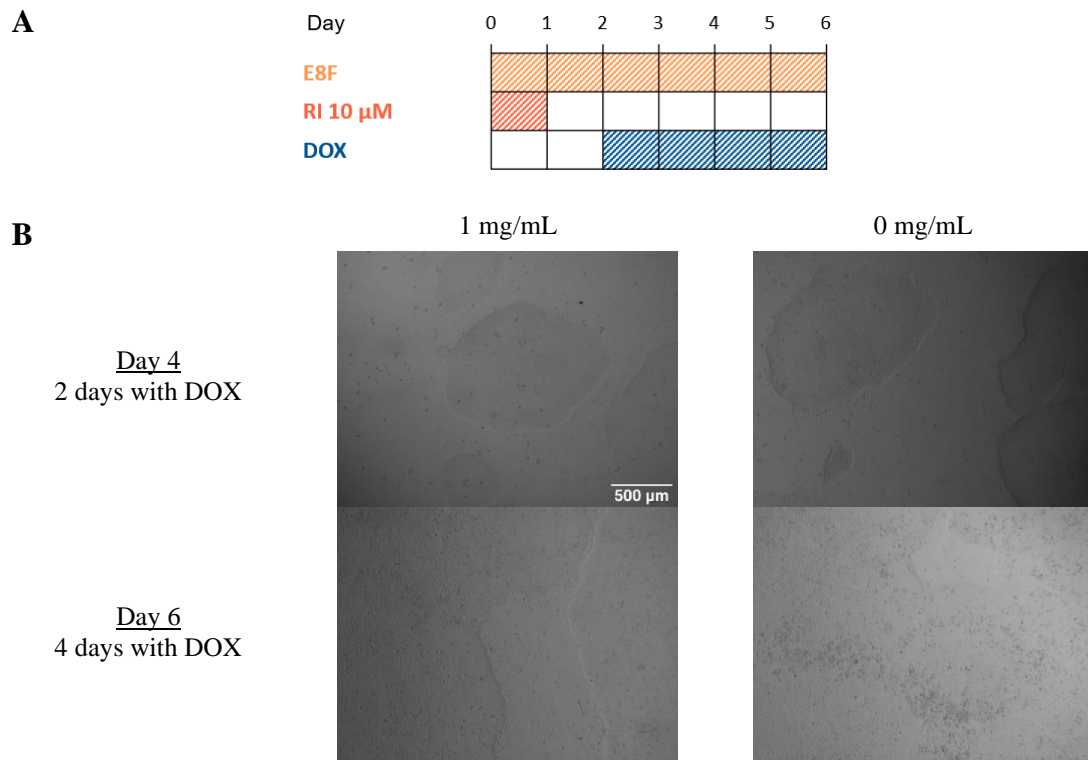 A
Day 0 1 2 3 4 5 6
E8F
RI 10 µM
DOX
B
1 mg/mL 0 mg/mL
Day 4
2 days with DOX
500 µm
Day 6
4 days with DOX